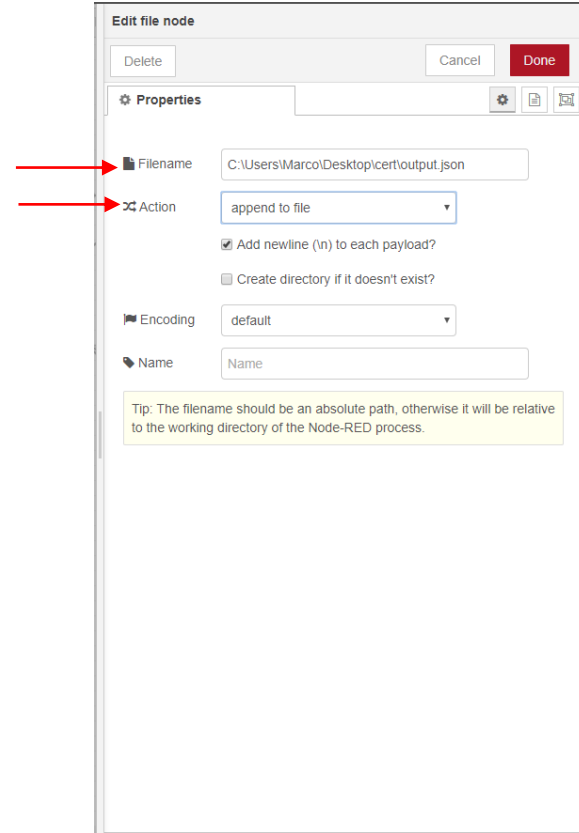 Edit file node
Delete
Cancel
Done
Properties
Filename
C:\Users\Marco\Desktop\cert\output.json
Action
append to file
Add newline (\n) to each payload?
Create directory if it doesn't exist?
Encoding
default
Name
Name
Tip: The filename should be an absolute path, otherwise it will be relative
to the working directory of the Node-RED process.